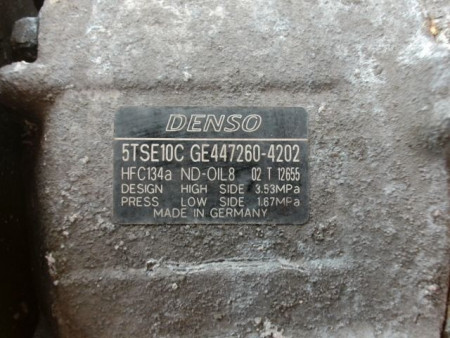 DENSO
5TSE10C GE447260-4202
HFC134a ND-OIL8 02 T 12655
DESIGN HIGH SIDE 3.53MPa
PRESS LOW SIDE 1.67MPa
MADE IN GERMANY